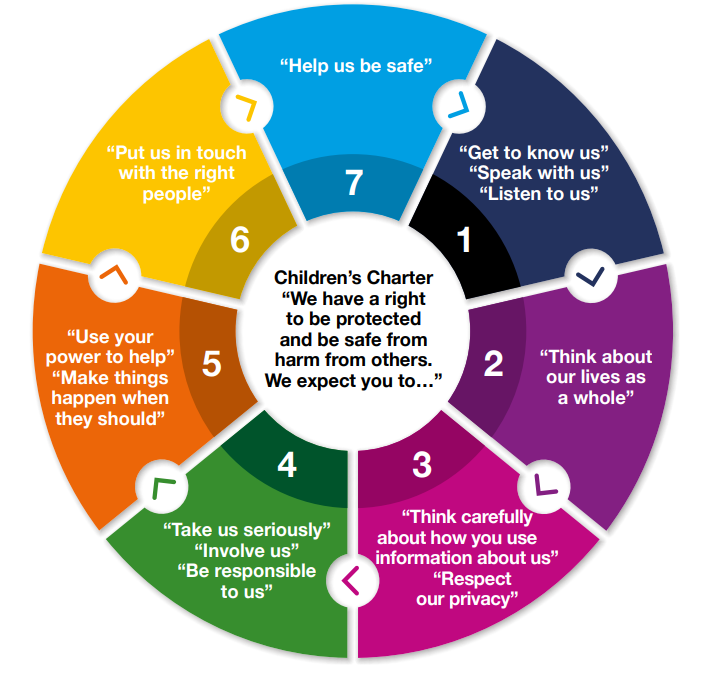 Children’s Charter
“We have a right
to be protected
and be safe from
harm from others.
We expect you to…”
1
“Get to know us”
“Speak with us”
“Listen to us”
2
“Think about
our lives as
a whole”
3
“Think carefully
about how you use
information about us”
“Respect
our privacy”
4
“Take us seriously”
“Involve us”
“Be responsible
to us”
5
“Use your
power to help”
“Make things
happen when
they should”
6
“Put us in touch
with the right
people”
7
“Help us be safe”